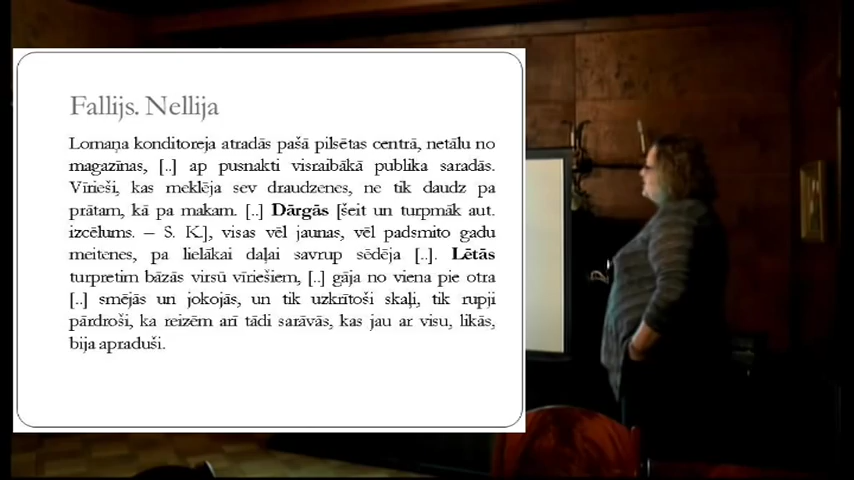 Fallijs. Nellija
Lomaņa konditoreja atradās pašā pilsētas centrā, netālu no
magazīnas, [..] ap pusnakti visraibākā publika saradās.
Vīrieši, kas meklēja sev draudzenes, ne tik daudz pa
prātam, kā pa makam. [..] Dārgās [šeit un turpmāk aut.
izcēlums. – S. K.], visas vēl jaunas, vēl padsmito gadu
meitenes, pa lielākai daļai savrup sēdēja [..]. Lētās
turpretim bāzās virsū vīriešiem, [..] gāja no viena pie otra
[..] smējās un jokojās, un tik uzkrītoši skaļi, tik rupji
pārdroši, ka reizēm arī tādi sarāvās, kas jau ar visu, likās,
bija apraduši.